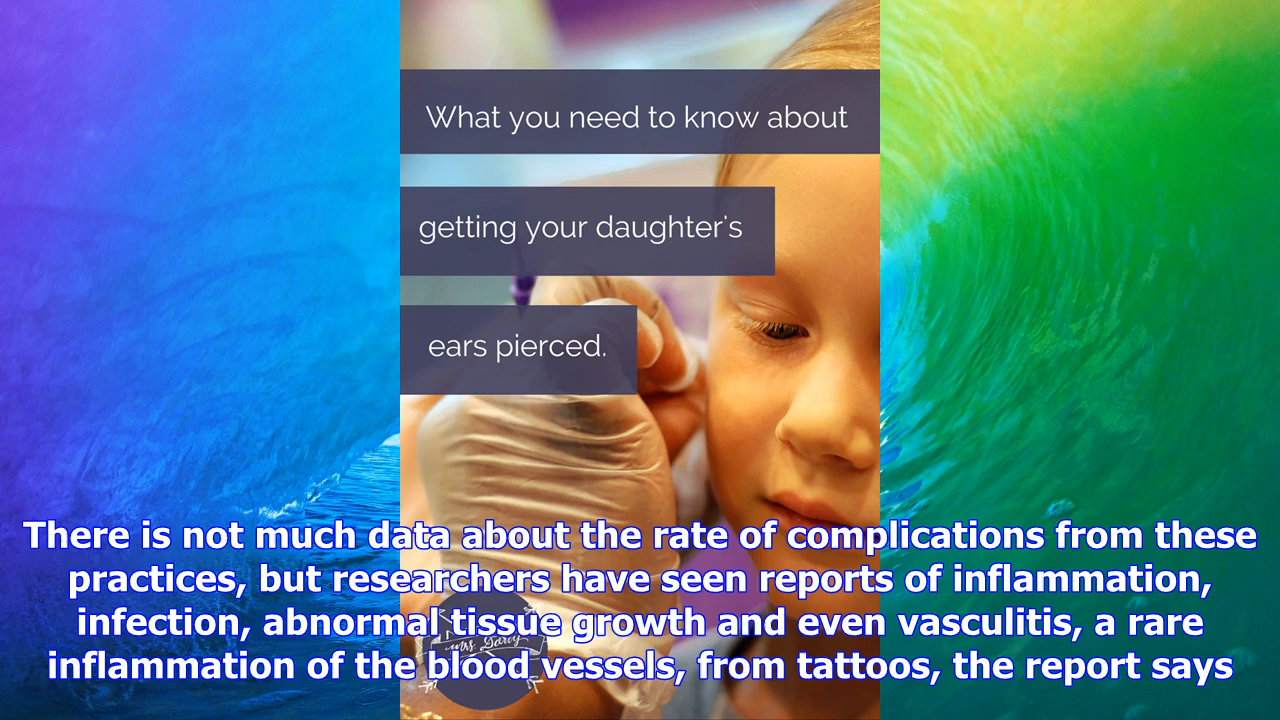 What you need to know about
getting your daughter's
ears pierced.
There is not much data about the rate of complications from these
practices, but researchers have seen reports of inflammation,
infection, abnormal tissue growth and even vasculitis, a rare
mrs. Darcy
inflammation of the blood vessels, from tattoos, the report says